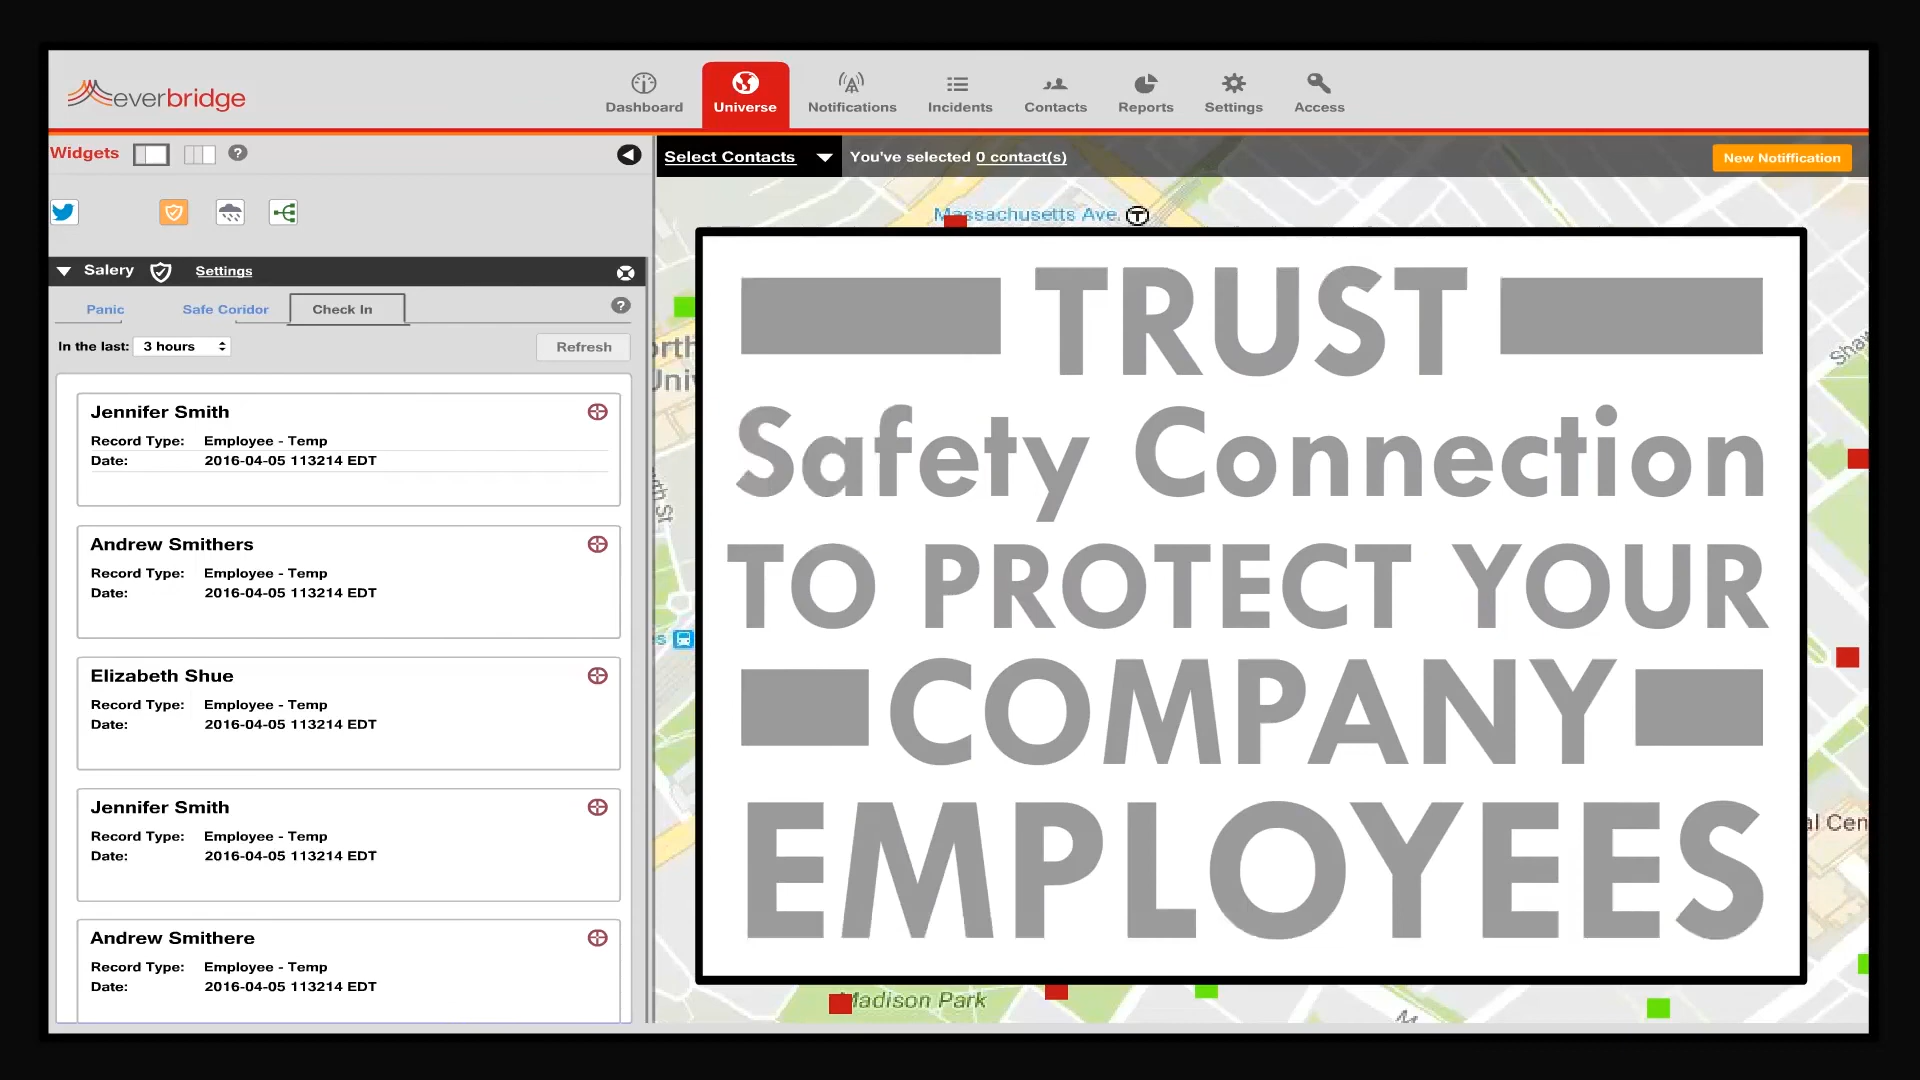 everbridge
Dashboard
Universe
Notifications
Incidents
Contacts
Reports
Settings
Access
Widgets
?
Select Contacts
You've selected 0 contact(s)
New Notiffication
Salery
Settings
Panic
Safe Coridor
Check In
?
In the last: 3 hours
Refresh
Jennifer Smith
Record Type: Employee - Temp
Date: 2016-04-05 113214 EDT
Andrew Smithers
Record Type: Employee - Temp
Date: 2016-04-05 113214 EDT
Elizabeth Shue
Record Type: Employee - Temp
Date: 2016-04-05 113214 EDT
Jennifer Smith
Record Type: Employee - Temp
Date: 2016-04-05 113214 EDT
Andrew Smithere
Record Type: Employee - Temp
Date: 2016-04-05 113214 EDT
Massachusetts Ave. T
TRUST
Safety Connection
TO PROTECT YOUR
COMPANY
EMPLOYEES
Madison Park